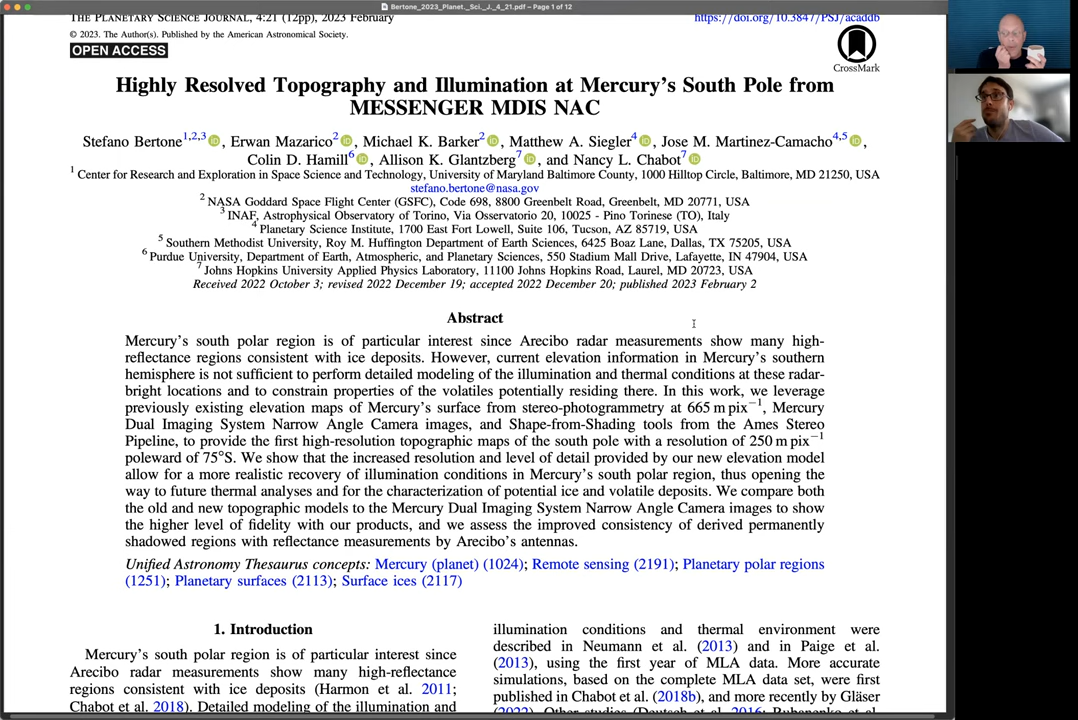 Bertone_2023_Planet._Sci._J._4_21.pdf – Page 1 of 12
THE PLANETARY SCIENCE JOURNAL, 4:21 (12pp), 2023 February
https://doi.org/10.3847/PSJ/acaddb
© 2023. The Author(s). Published by the American Astronomical Society.
OPEN ACCESS
CrossMark
Highly Resolved Topography and Illumination at Mercury's South Pole from
MESSENGER MDIS NAC
Stefano Bertone1,2,3, Erwan Mazarico2, Michael K. Barker2, Matthew A. Siegler4, Jose M. Martinez-Camacho4,5,
Colin D. Hamill6, Allison K. Glantzberg7, and Nancy L. Chabot7
1 Center for Research and Exploration in Space Science and Technology, University of Maryland Baltimore County, 1000 Hilltop Circle, Baltimore, MD 21250, USA
stefano.bertone@nasa.gov
2 NASA Goddard Space Flight Center (GSFC), Code 698, 8800 Greenbelt Road, Greenbelt, MD 20771, USA
3 INAF, Astrophysical Observatory of Torino, Via Osservatorio 20, 10025 - Pino Torinese (TO), Italy
4 Planetary Science Institute, 1700 East Fort Lowell, Suite 106, Tucson, AZ 85719, USA
5 Southern Methodist University, Roy M. Huffington Department of Earth Sciences, 6425 Boaz Lane, Dallas, TX 75205, USA
6 Purdue University, Department of Earth, Atmospheric, and Planetary Sciences, 550 Stadium Mall Drive, Lafayette, IN 47904, USA
7 Johns Hopkins University Applied Physics Laboratory, 11100 Johns Hopkins Road, Laurel, MD 20723, USA
Received 2022 October 3; revised 2022 December 19; accepted 2022 December 20; published 2023 February 2
Abstract
Mercury's south polar region is of particular interest since Arecibo radar measurements show many high-
reflectance regions consistent with ice deposits. However, current elevation information in Mercury's southern
hemisphere is not sufficient to perform detailed modeling of the illumination and thermal conditions at these radar-
bright locations and to constrain properties of the volatiles potentially residing there. In this work, we leverage
previously existing elevation maps of Mercury's surface from stereo-photogrammetry at 665 m pix−1, Mercury
Dual Imaging System Narrow Angle Camera images, and Shape-from-Shading tools from the Ames Stereo
Pipeline, to provide the first high-resolution topographic maps of the south pole with a resolution of 250 m pix−1
poleward of 75°S. We show that the increased resolution and level of detail provided by our new elevation model
allow for a more realistic recovery of illumination conditions in Mercury's south polar region, thus opening the
way to future thermal analyses and for the characterization of potential ice and volatile deposits. We compare both
the old and new topographic models to the Mercury Dual Imaging System Narrow Angle Camera images to show
the higher level of fidelity with our products, and we assess the improved consistency of derived permanently
shadowed regions with reflectance measurements by Arecibo's antennas.
Unified Astronomy Thesaurus concepts: Mercury (planet) (1024); Remote sensing (2191); Planetary polar regions
(1251); Planetary surfaces (2113); Surface ices (2117)
1. Introduction
Mercury's south polar region is of particular interest since
Arecibo radar measurements show many high-reflectance
regions consistent with ice deposits (Harmon et al. 2011;
Chabot et al. 2018). Detailed modeling of the illumination and
illumination conditions and thermal environment were
described in Neumann et al. (2013) and in Paige et al.
(2013), using the first year of MLA data. More accurate
simulations, based on the complete MLA data set, were first
published in Chabot et al. (2018b), and more recently by Gläser
(2022). Other studies (Deutsch et al. 2016; Rubanenko et al.